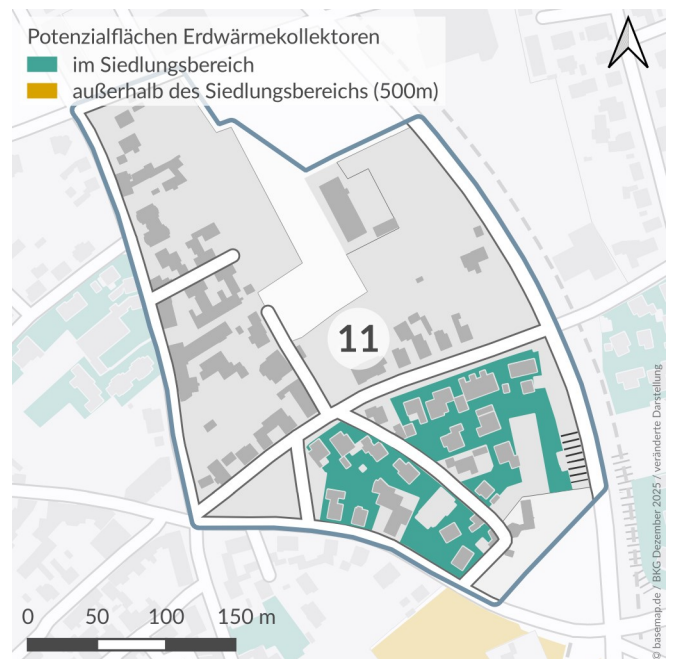 Potenzialflächen Erdwärmekollektoren
im Siedlungsbereich
außerhalb des Siedlungsbereichs (500m)
11
0 50 100 150 m
© basemap.de / BKG Dezember 2025 / veränderte Darstellung